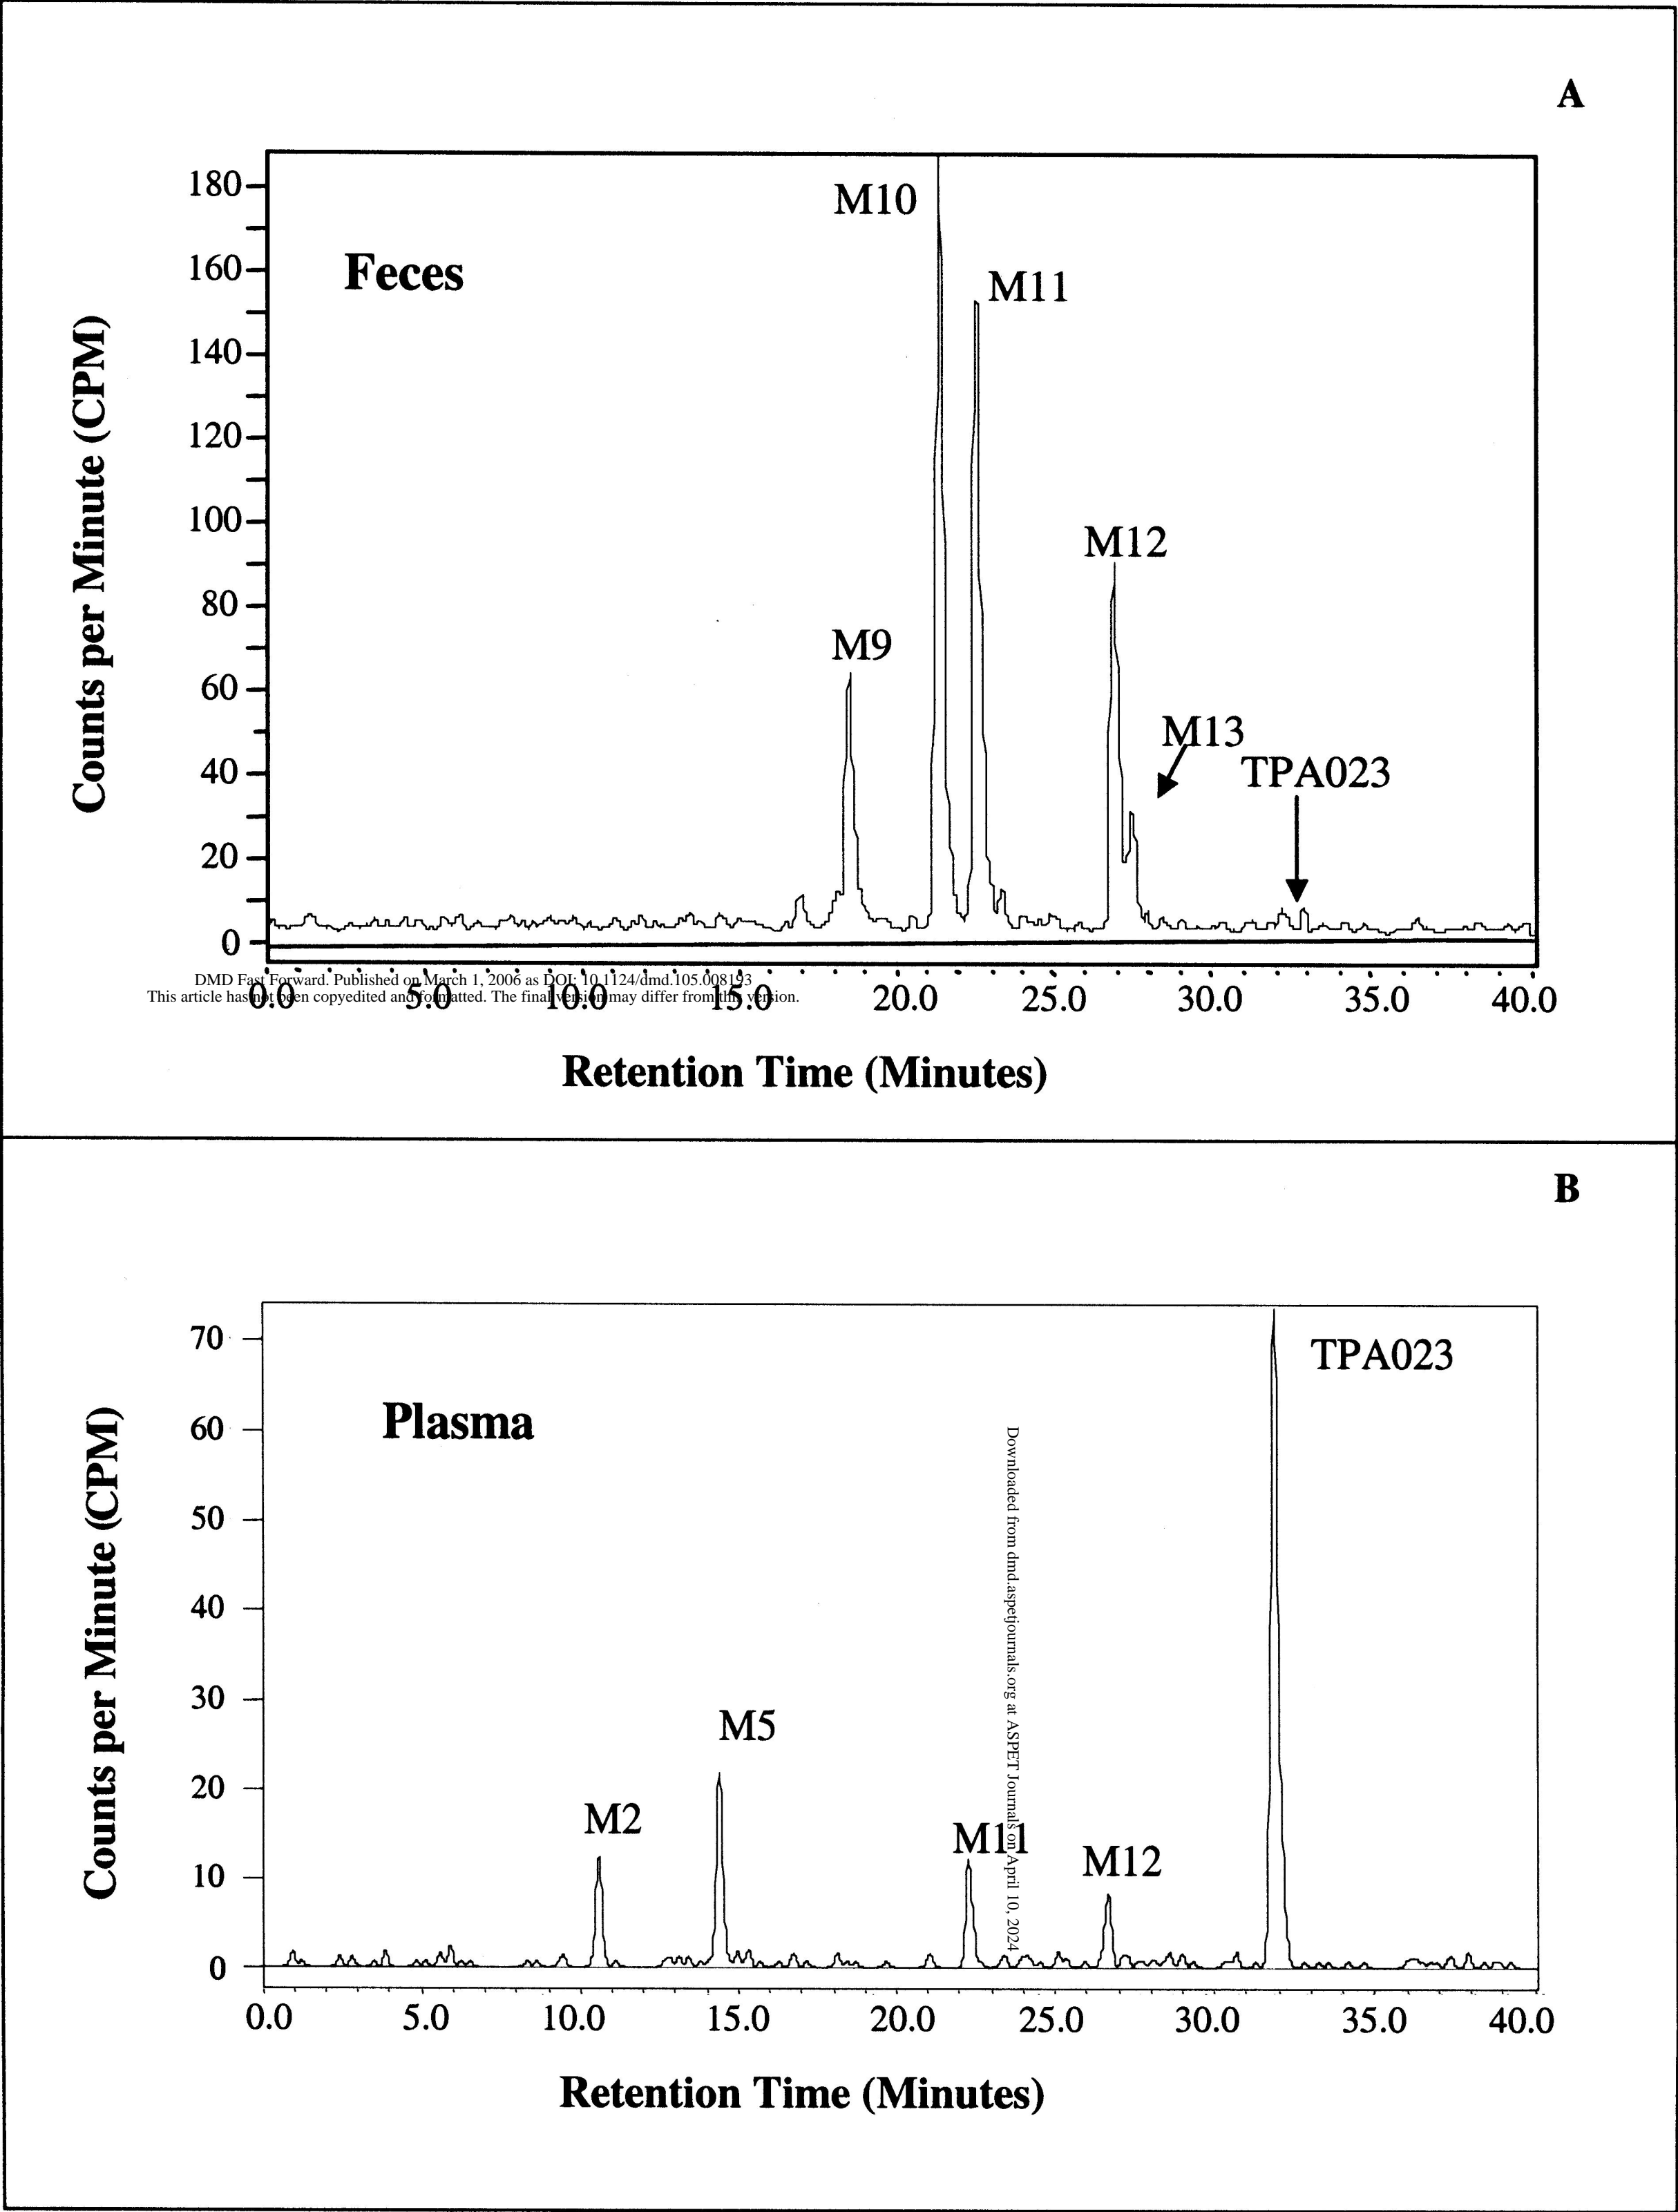 A
180
M10
160
Feces
M11
140
120
100
M12
80
M9
60
M13
40
TPA023
20
0
Counts per Minute (CPM)
DMD Fast Forward. Published on March 1, 2006 as DOI: 10.1124/dmd.105.008193
This article has not been copyedited and formatted. The final version may differ from this version.
0.0 5.0 10.0 15.0 20.0 25.0 30.0 35.0 40.0
Retention Time (Minutes)
B
70
TPA023
60
Plasma
50
40
30
M5
20
M2
M11
M12
10
0
Counts per Minute (CPM)
Downloaded from dmd.aspetjournals.org at ASPET Journals on April 10, 2024
0.0 5.0 10.0 15.0 20.0 25.0 30.0 35.0 40.0
Retention Time (Minutes)